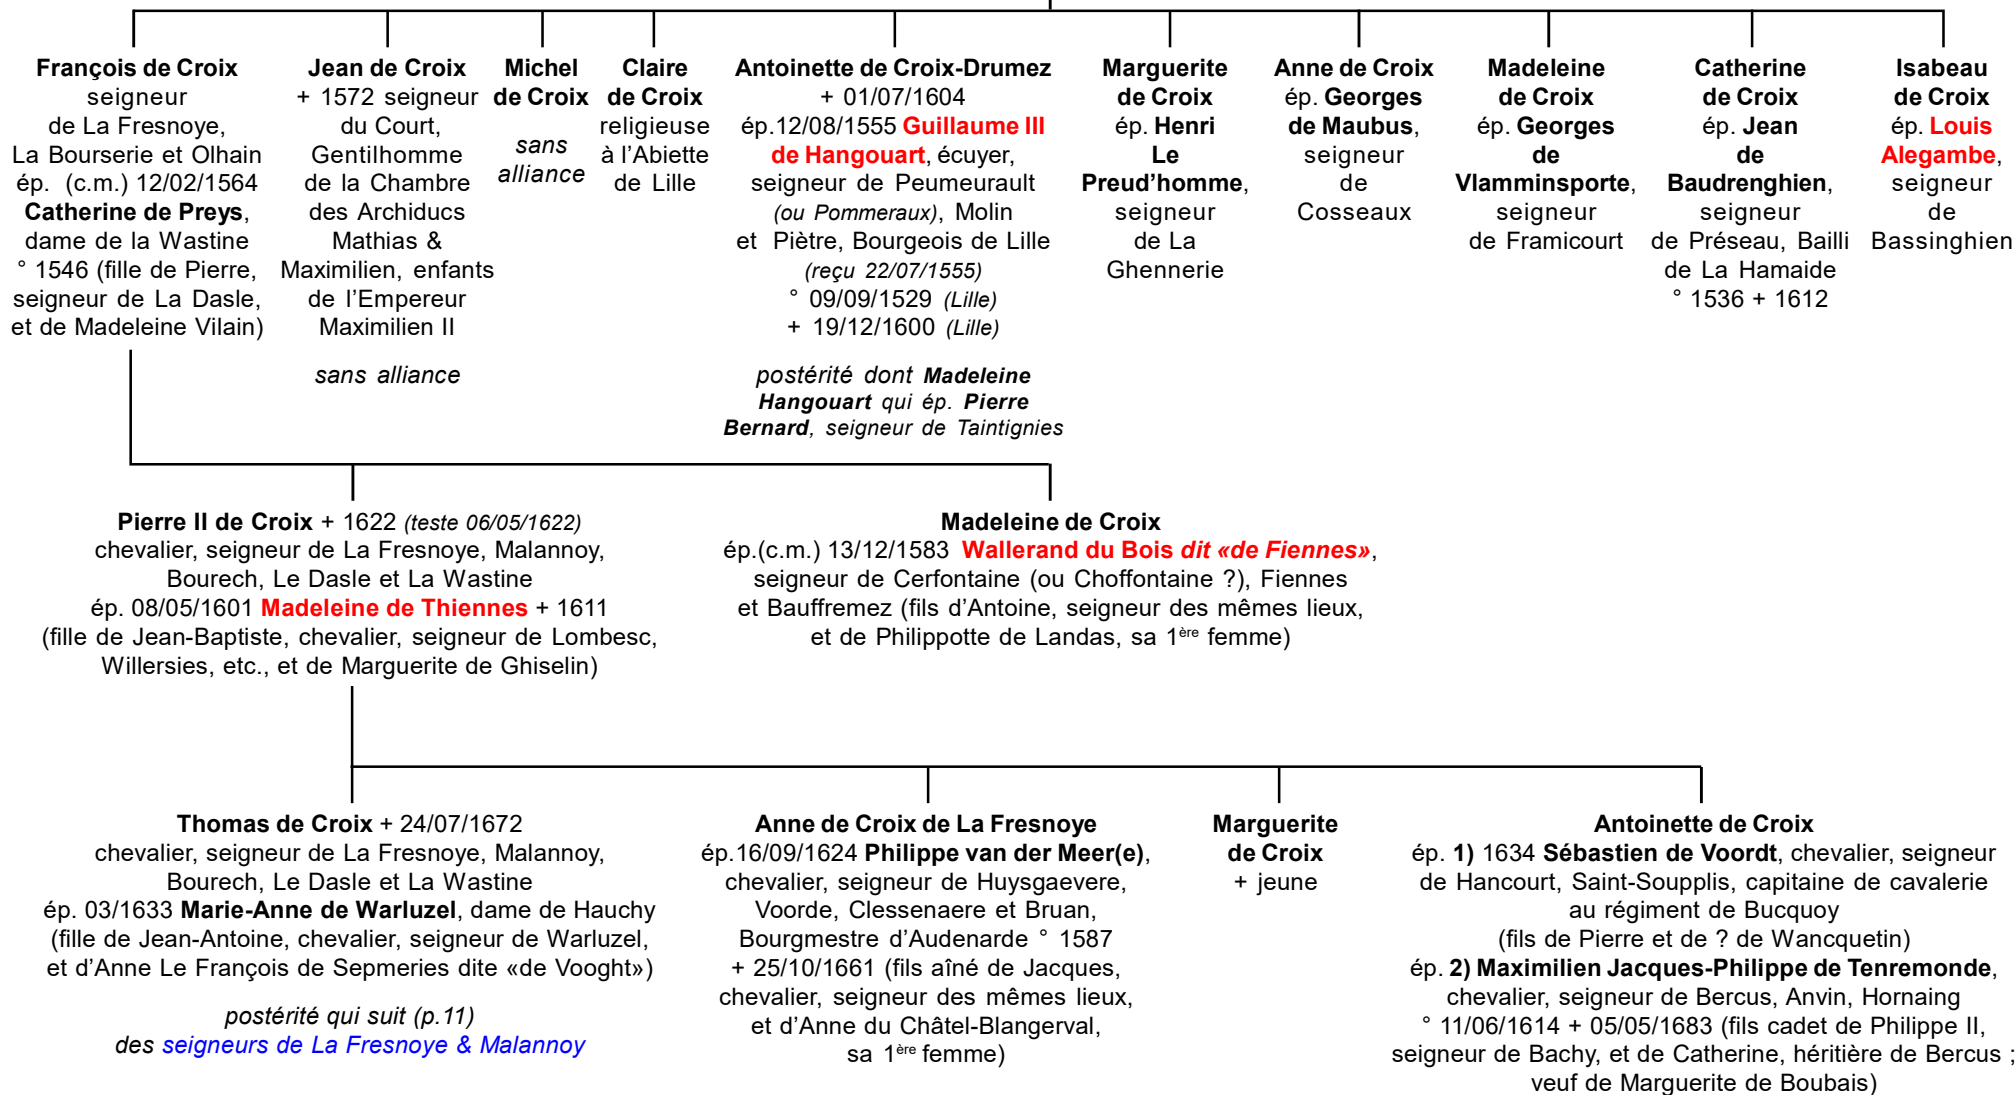 François de Croix
seigneur
de La Fresnoye,
La Bourserie et Olhain
ép. (c.m.) 12/02/1564
Catherine de Preys,
dame de la Wastine
° 1546 (fille de Pierre,
seigneur de La Dasle,
et de Madeleine Vilain)
Jean de Croix
+ 1572 seigneur
du Court,
Gentilhomme
de la Chambre
des Archiducs
Mathias &
Maximilien, enfants
de l'Empereur
Maximilien II
sans alliance
Michel
de Croix
sans
alliance
Claire
de Croix
religieuse
à l'Abiette
de Lille
Antoinette de Croix-Drumez
+ 01/07/1604
ép.12/08/1555 Guillaume III
de Hangouart, écuyer,
seigneur de Peumeurault
(ou Pommeraux), Molin
et Piètre, Bourgeois de Lille
(reçu 22/07/1555)
° 09/09/1529 (Lille)
+ 19/12/1600 (Lille)
postérité dont Madeleine
Hangouart qui ép. Pierre
Bernard, seigneur de Taintignies
Marguerite
de Croix
ép. Henri
Le
Preud'homme,
seigneur
de La
Ghennerie
Anne de Croix
ép. Georges
de Maubus,
seigneur
de
Cosseaux
Madeleine
de Croix
ép. Georges
de
Vlamminsporte,
seigneur
de Framicourt
Catherine
de Croix
ép. Jean
de
Baudrenghien,
seigneur
de Préseau, Bailli
de La Hamaide
° 1536 + 1612
Isabeau
de Croix
ép. Louis
Alegambe,
seigneur
de
Bassinghien
Pierre II de Croix + 1622 (teste 06/05/1622)
chevalier, seigneur de La Fresnoye, Malannoy,
Bourech, Le Dasle et La Wastine
ép. 08/05/1601 Madeleine de Thiennes + 1611
(fille de Jean-Baptiste, chevalier, seigneur de Lombesc,
Willersies, etc., et de Marguerite de Ghiselin)
Madeleine de Croix
ép.(c.m.) 13/12/1583 Wallerand du Bois dit «de Fiennes»,
seigneur de Cerfontaine (ou Choffontaine ?), Fiennes
et Bauffremez (fils d'Antoine, seigneur des mêmes lieux,
et de Philippotte de Landas, sa 1ère femme)
Thomas de Croix + 24/07/1672
chevalier, seigneur de La Fresnoye, Malannoy,
Bourech, Le Dasle et La Wastine
ép. 03/1633 Marie-Anne de Warluzel, dame de Hauchy
(fille de Jean-Antoine, chevalier, seigneur de Warluzel,
et d'Anne Le François de Sepmeries dite «de Vooght»)
postérité qui suit (p.11)
des seigneurs de La Fresnoye & Malannoy
Anne de Croix de La Fresnoye
ép.16/09/1624 Philippe van der Meer(e),
chevalier, seigneur de Huysgaevere,
Voorde, Clessenaere et Bruan,
Bourgmestre d'Audenarde ° 1587
+ 25/10/1661 (fils aîné de Jacques,
chevalier, seigneur des mêmes lieux,
et d'Anne du Châtel-Blangerval,
sa 1ère femme)
Marguerite
de Croix
+ jeune
Antoinette de Croix
ép. 1) 1634 Sébastien de Voordt, chevalier, seigneur
de Hancourt, Saint-Soupplis, capitaine de cavalerie
au régiment de Bucquoy
(fils de Pierre et de ? de Wancquetin)
ép. 2) Maximilien Jacques-Philippe de Tenremonde,
chevalier, seigneur de Bercus, Anvin, Hornaing
° 11/06/1614 + 05/05/1683 (fils cadet de Philippe II,
seigneur de Bachy, et de Catherine, héritière de Bercus ;
veuf de Marguerite de Boubais)